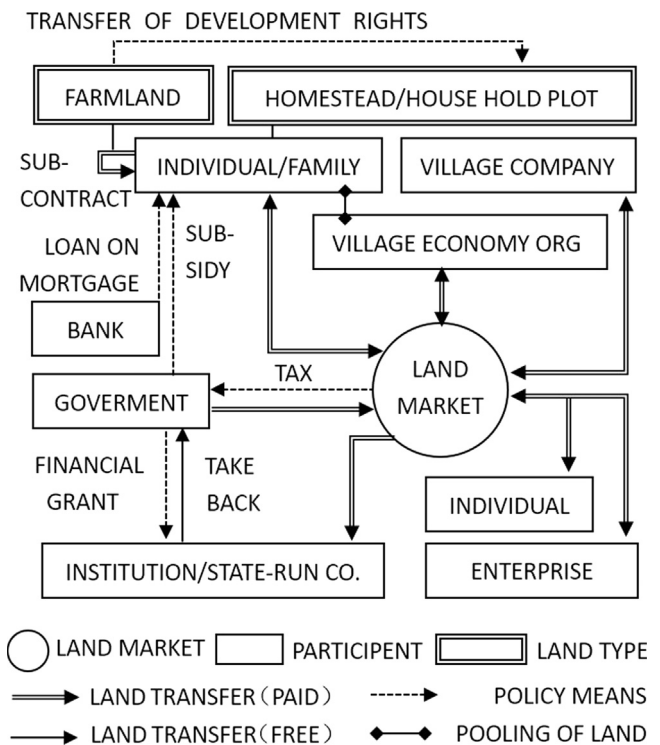 TRANSFER OF DEVELOPMENT RIGHTS
FARMLAND
HOMESTEAD/HOUSE HOLD PLOT
SUB-
CONTRACT
INDIVIDUAL/FAMILY
VILLAGE COMPANY
LOAN ON
MORTGAGE
SUB-
SIDY
VILLAGE ECONOMY ORG
BANK
LAND
MARKET
TAX
GOVERMENT
FINANCIAL
GRANT
TAKE
BACK
INDIVIDUAL
INSTITUTION/STATE-RUN CO.
ENTERPRISE
LAND MARKET
PARTICIPENT
LAND TYPE
LAND TRANSFER(PAID)
POLICY MEANS
LAND TRANSFER(FREE)
POOLING OF LAND